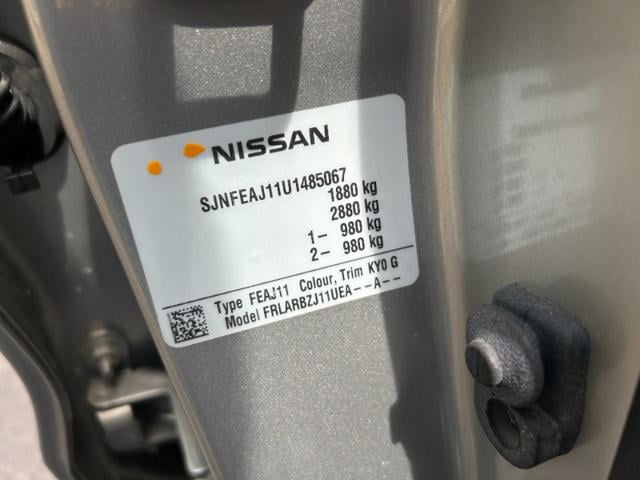 NISSAN
SJNFEAJ11U1485067
1880 kg
2880 kg
1- 980 kg
2- 980 kg
Type FEAJ11 Colour, Trim KY0 G
Model FRLARBZJ11UEA--A--